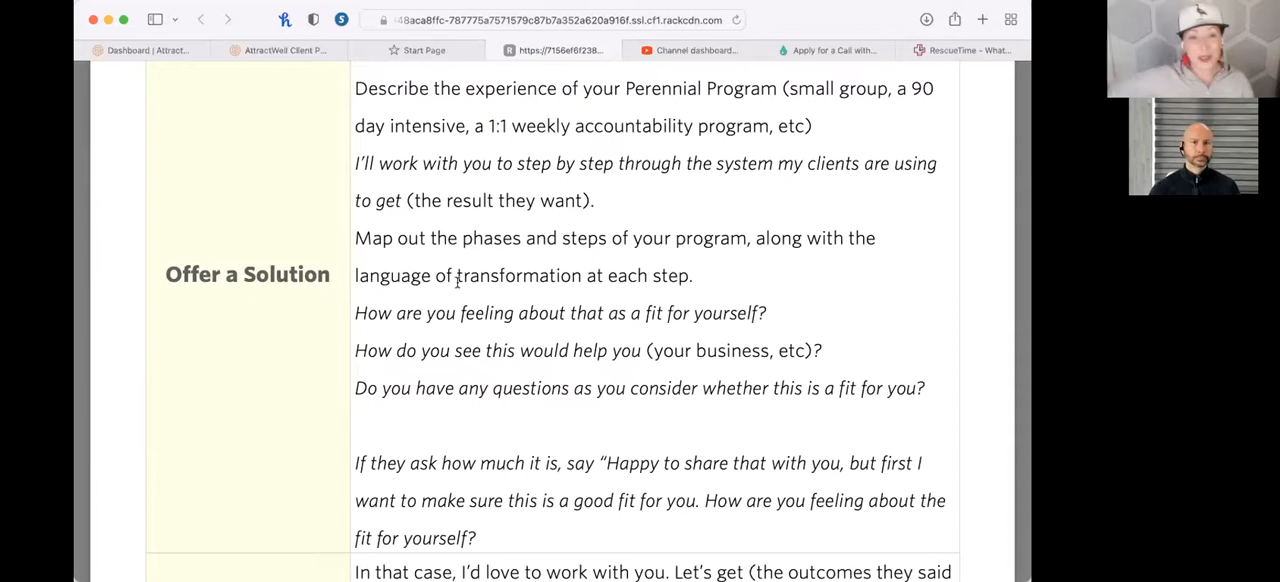 48aca8ffc-787775a7571579c87b7a352a620a916f.ssl.cf1.rackcdn.com
Dashboard | Attract...
AttractWell Client P...
Start Page
R https://7156ef6f238...
Channel dashboard...
Apply for a Call with...
RescueTime - What...
Describe the experience of your Perennial Program (small group, a 90
day intensive, a 1:1 weekly accountability program, etc)
I'll work with you to step by step through the system my clients are using
to get (the result they want).
Map out the phases and steps of your program, along with the
Offer a Solution
language of transformation at each step.
How are you feeling about that as a fit for yourself?
How do you see this would help you (your business, etc)?
Do you have any questions as you consider whether this is a fit for you?
If they ask how much it is, say “Happy to share that with you, but first I
want to make sure this is a good fit for you. How are you feeling about the
fit for yourself?
In that case, I'd love to work with you. Let's get (the outcomes they said